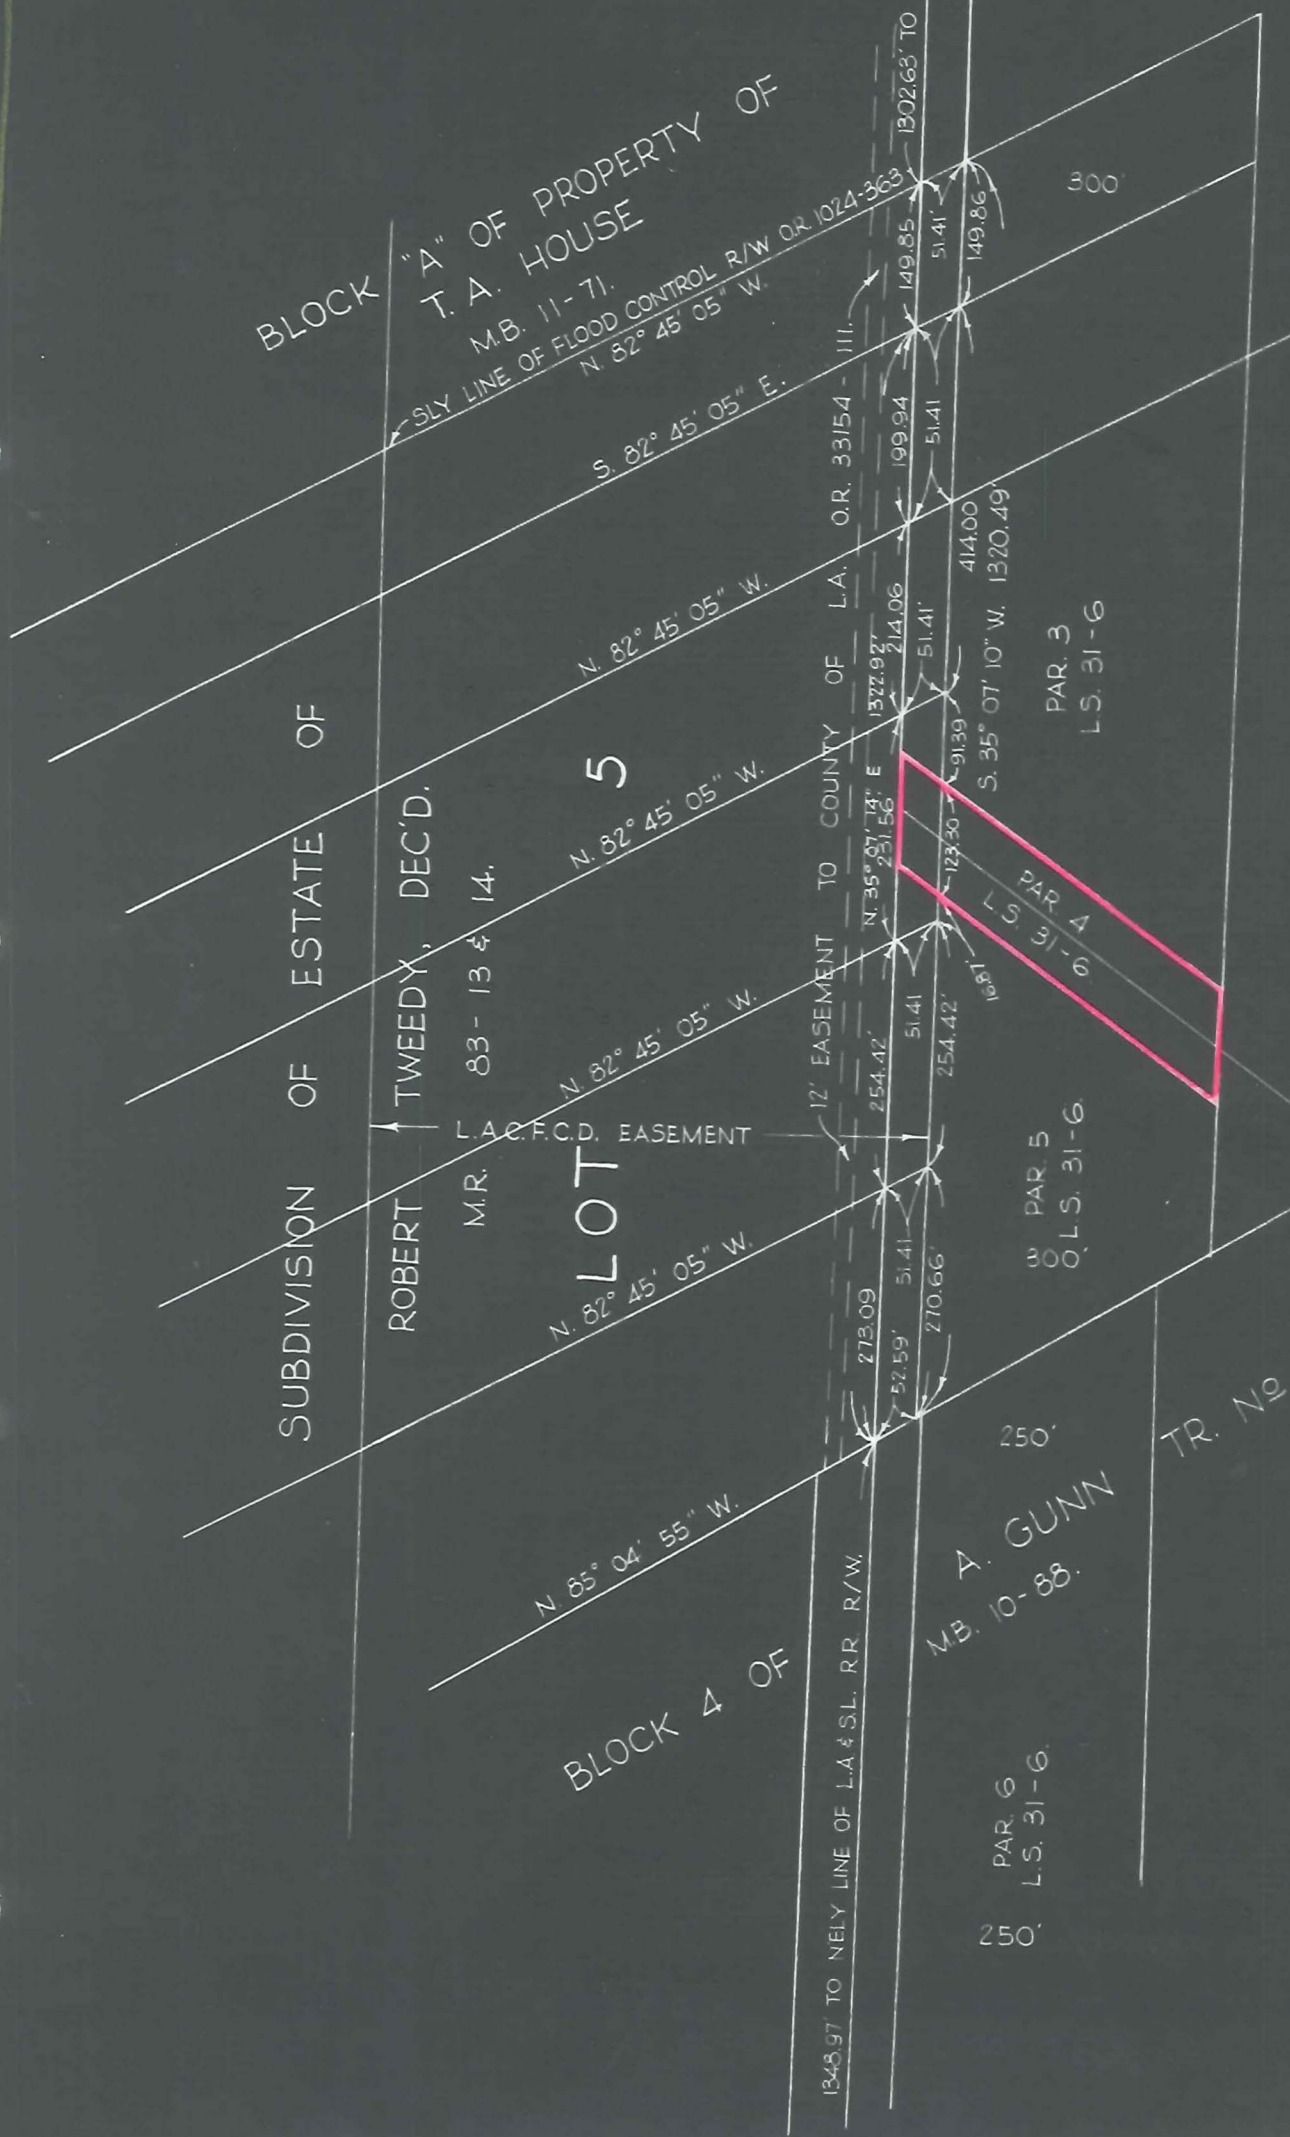 BLOCK "A" OF PROPERTY OF
T. A. HOUSE
M.B. 11-71.
SLY LINE OF FLOOD CONTROL R/W O.R. 1024-363
N. 82° 45' 05" W.
S. 82° 45' 05" E.
N. 82° 45' 05" W.
N. 82° 45' 05" W.
N. 82° 45' 05" W.
N. 82° 45' 05" W.
N. 85° 04' 55" W.
SUBDIVISION OF ESTATE OF
ROBERT TWEEDY, DEC'D.
M.R. 83-13 & 14.
LOT 5
L.A.C.F.C.D. EASEMENT
12' EASEMENT TO COUNTY OF L.A. O.R. 33154-111.
N. 35° 07' 14" E 1322.92'
1302.63' TO
149.85
199.94
214.06
231.56'
254.42'
273.09
51.41'
51.41
51.41'
51.41
51.41
52.59'
149.86
414.00
91.39
123.30
16.87'
254.42'
270.66'
S. 35° 07' 10" W. 1320.49'
300'
PAR. 3
L.S. 31-6
PAR. 4
L.S. 31-6
PAR. 5
L.S. 31-6.
300'
250'
BLOCK 4 OF
A. GUNN TR. Nº
M.B. 10-88.
1348.97' TO NELY LINE OF L.A & S.L. RR. R/W.
PAR. 6
L.S. 31-6.
250'